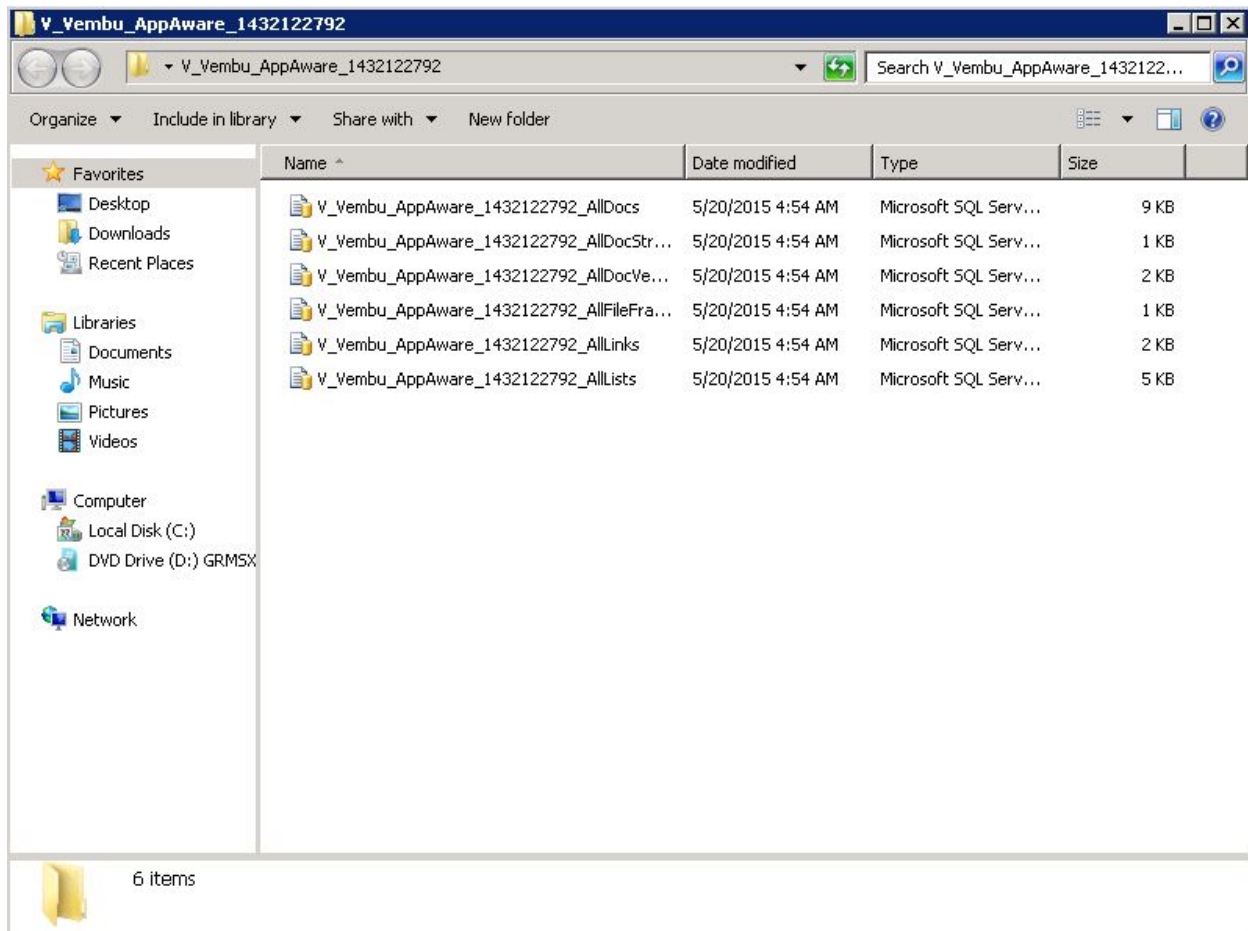 V_Vembu_AppAware_1432122792
V_Vembu_AppAware_1432122792
Search V_Vembu_AppAware_1432122...
Organize Include in library Share with New folder
Favorites
Desktop
Downloads
Recent Places
Libraries
Documents
Music
Pictures
Videos
Computer
Local Disk (C:)
DVD Drive (D:) GRMSX
Network
Name Date modified Type Size
V_Vembu_AppAware_1432122792_AllDocs 5/20/2015 4:54 AM Microsoft SQL Serv... 9 KB
V_Vembu_AppAware_1432122792_AllDocStr... 5/20/2015 4:54 AM Microsoft SQL Serv... 1 KB
V_Vembu_AppAware_1432122792_AllDocVe... 5/20/2015 4:54 AM Microsoft SQL Serv... 2 KB
V_Vembu_AppAware_1432122792_AllFileFra... 5/20/2015 4:54 AM Microsoft SQL Serv... 1 KB
V_Vembu_AppAware_1432122792_AllLinks 5/20/2015 4:54 AM Microsoft SQL Serv... 2 KB
V_Vembu_AppAware_1432122792_AllLists 5/20/2015 4:54 AM Microsoft SQL Serv... 5 KB
6 items